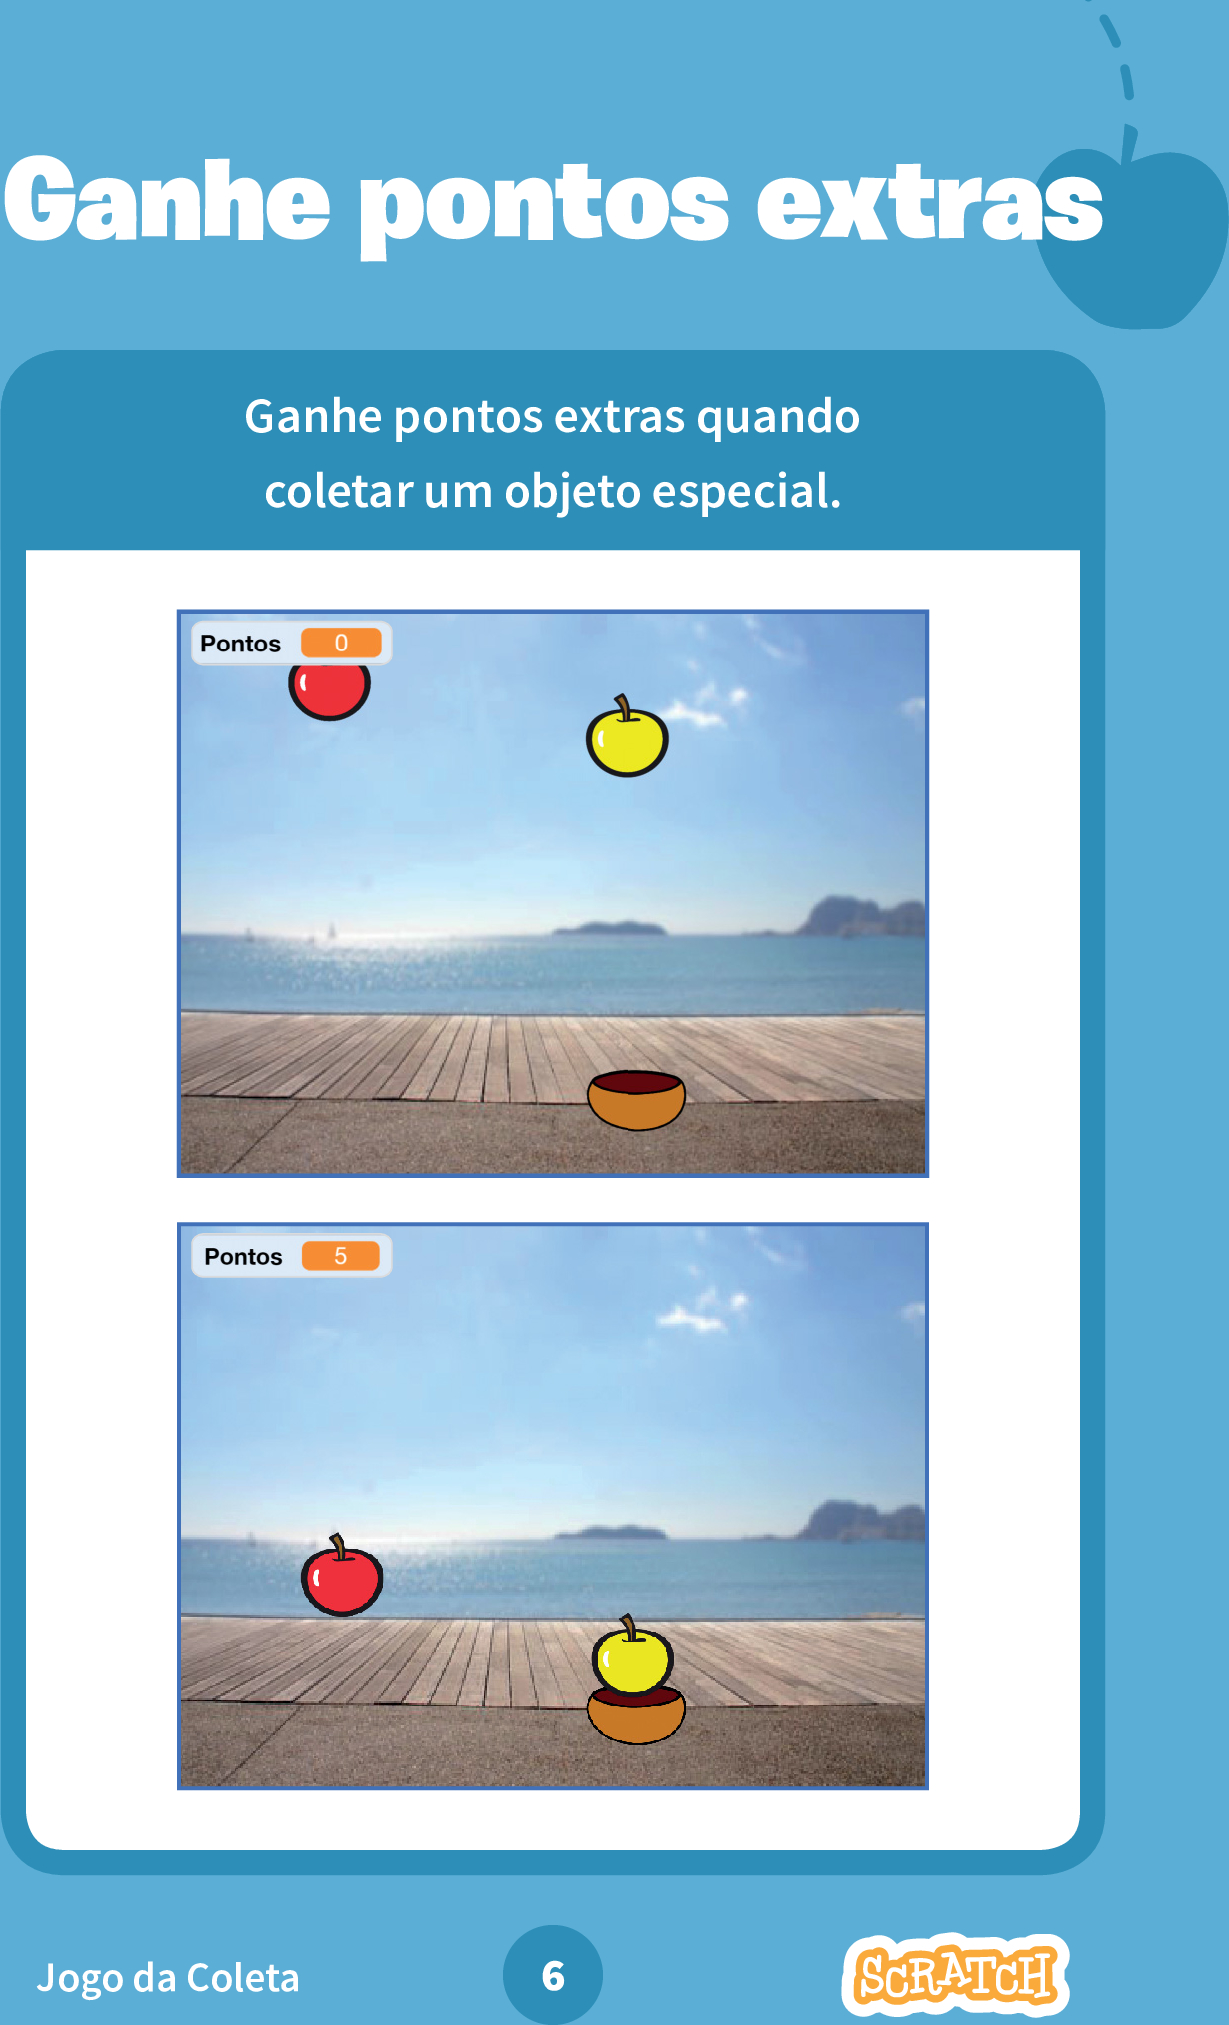 Ganhe pontos extras
Ganhe pontos extras quando
coletar um objeto especial.
Pontos 0
Pontos 5
Jogo da Coleta
6
SCRATCH